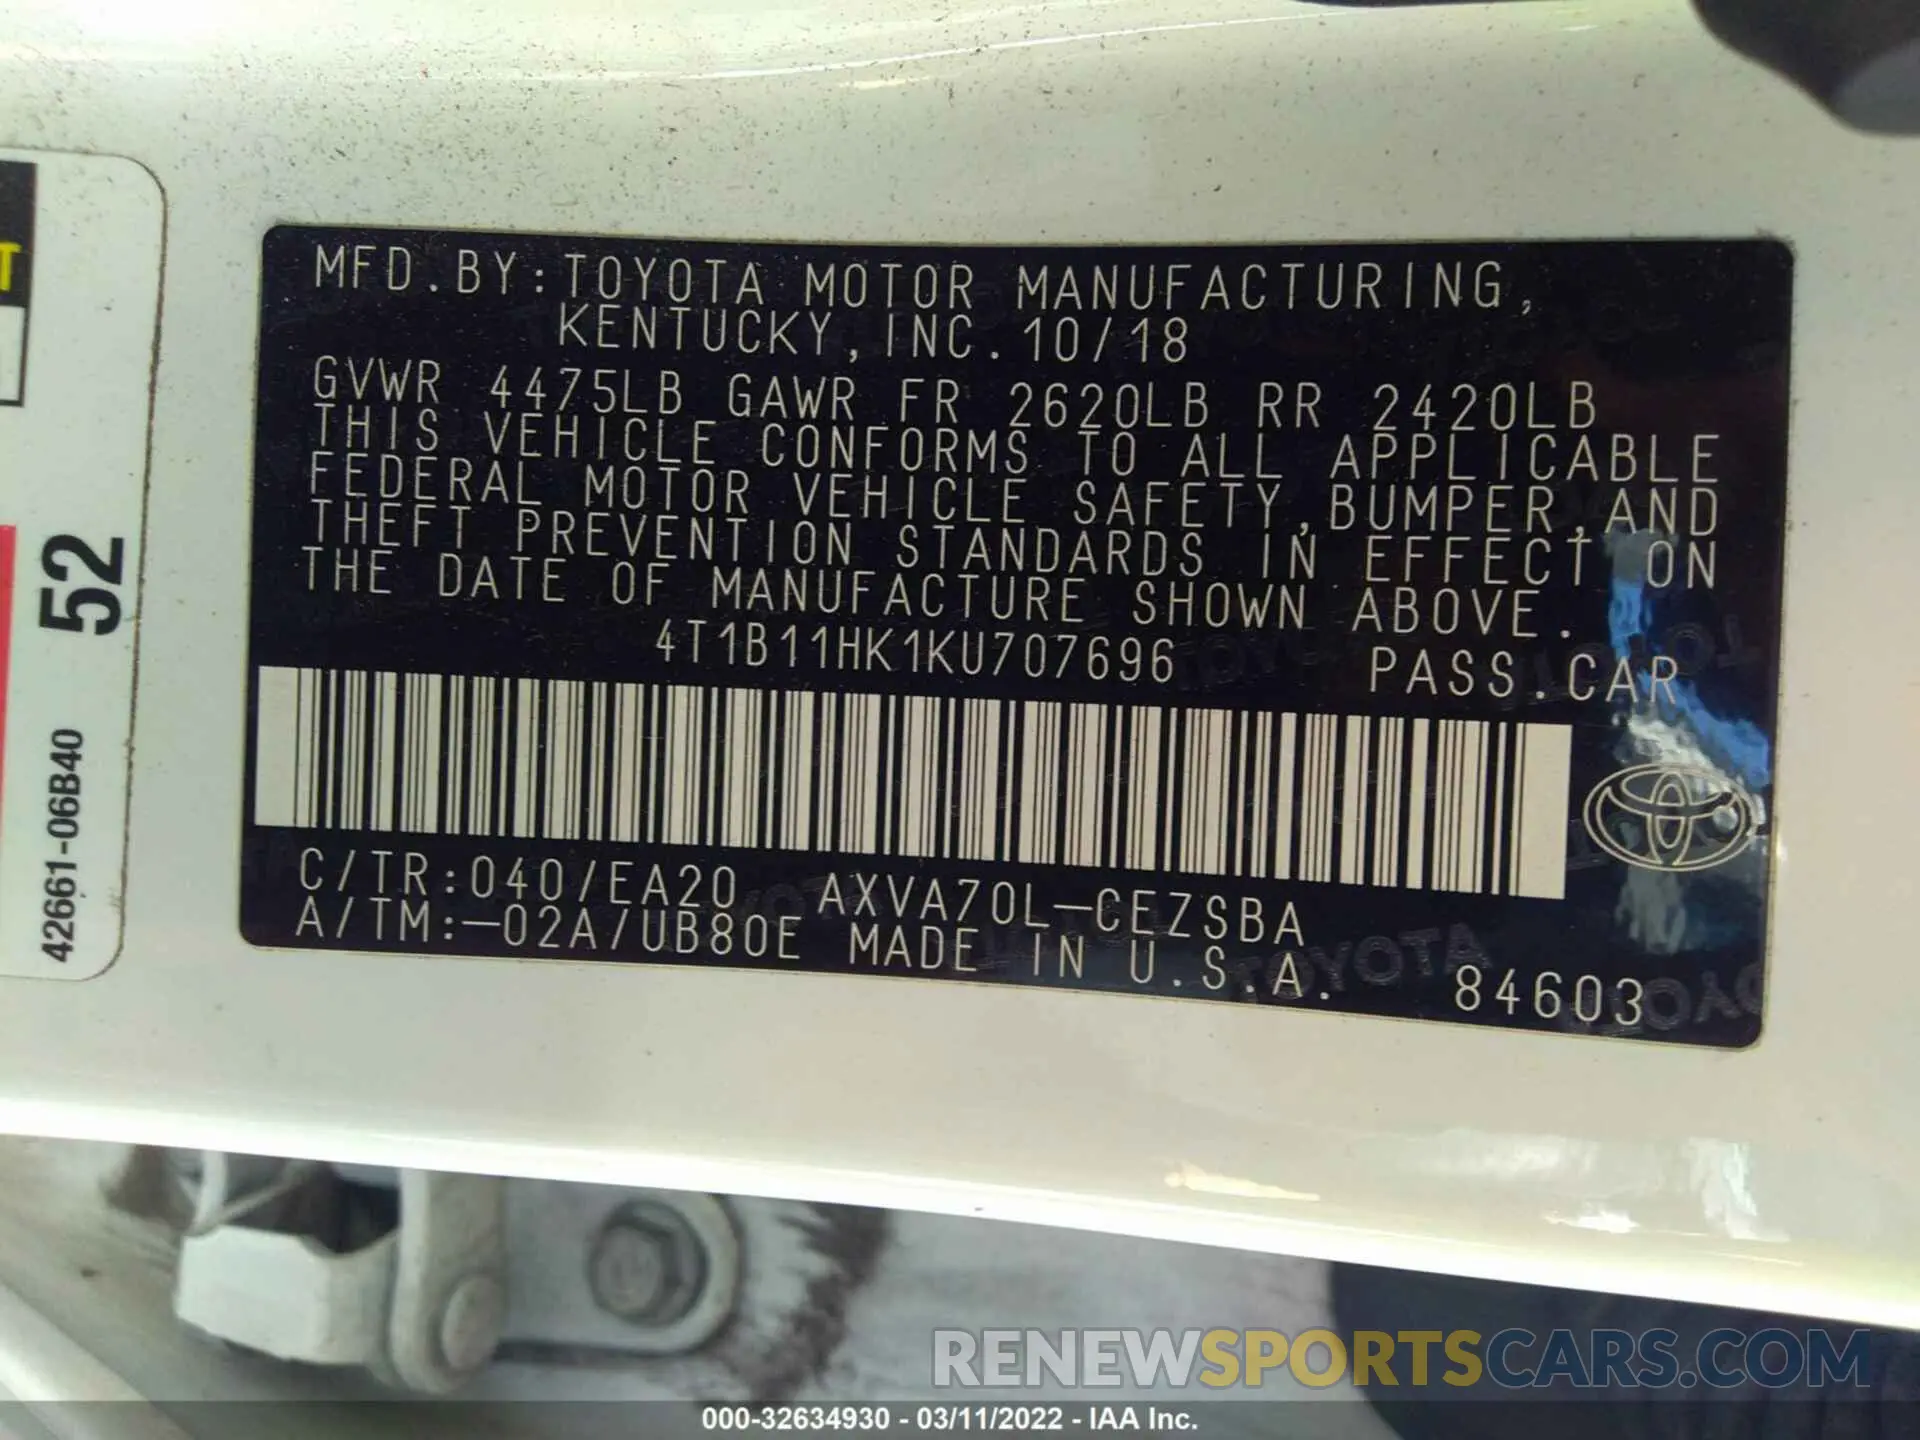 MFD.BY:TOYOTA MOTOR MANUFACTURING,
KENTUCKY,INC.10/18
GVWR 4475LB GAWR FR 2620LB RR 2420LB
THIS VEHICLE CONFORMS TO ALL APPLICABLE
FEDERAL MOTOR VEHICLE SAFETY,BUMPER,AND
THEFT PREVENTION STANDARDS IN EFFECT ON
THE DATE OF MANUFACTURE SHOWN ABOVE.
4T1B11HK1KU707696 PASS.CAR
C/TR:040/EA20 AXVA70L-CEZSBA
A/TM:-02A/UB80E MADE IN U.S.A. 84603
T
52
42661-06B40
TOYOTA
RENEWSPORTSCARS.COM
000-32634930 - 03/11/2022 - IAA Inc.